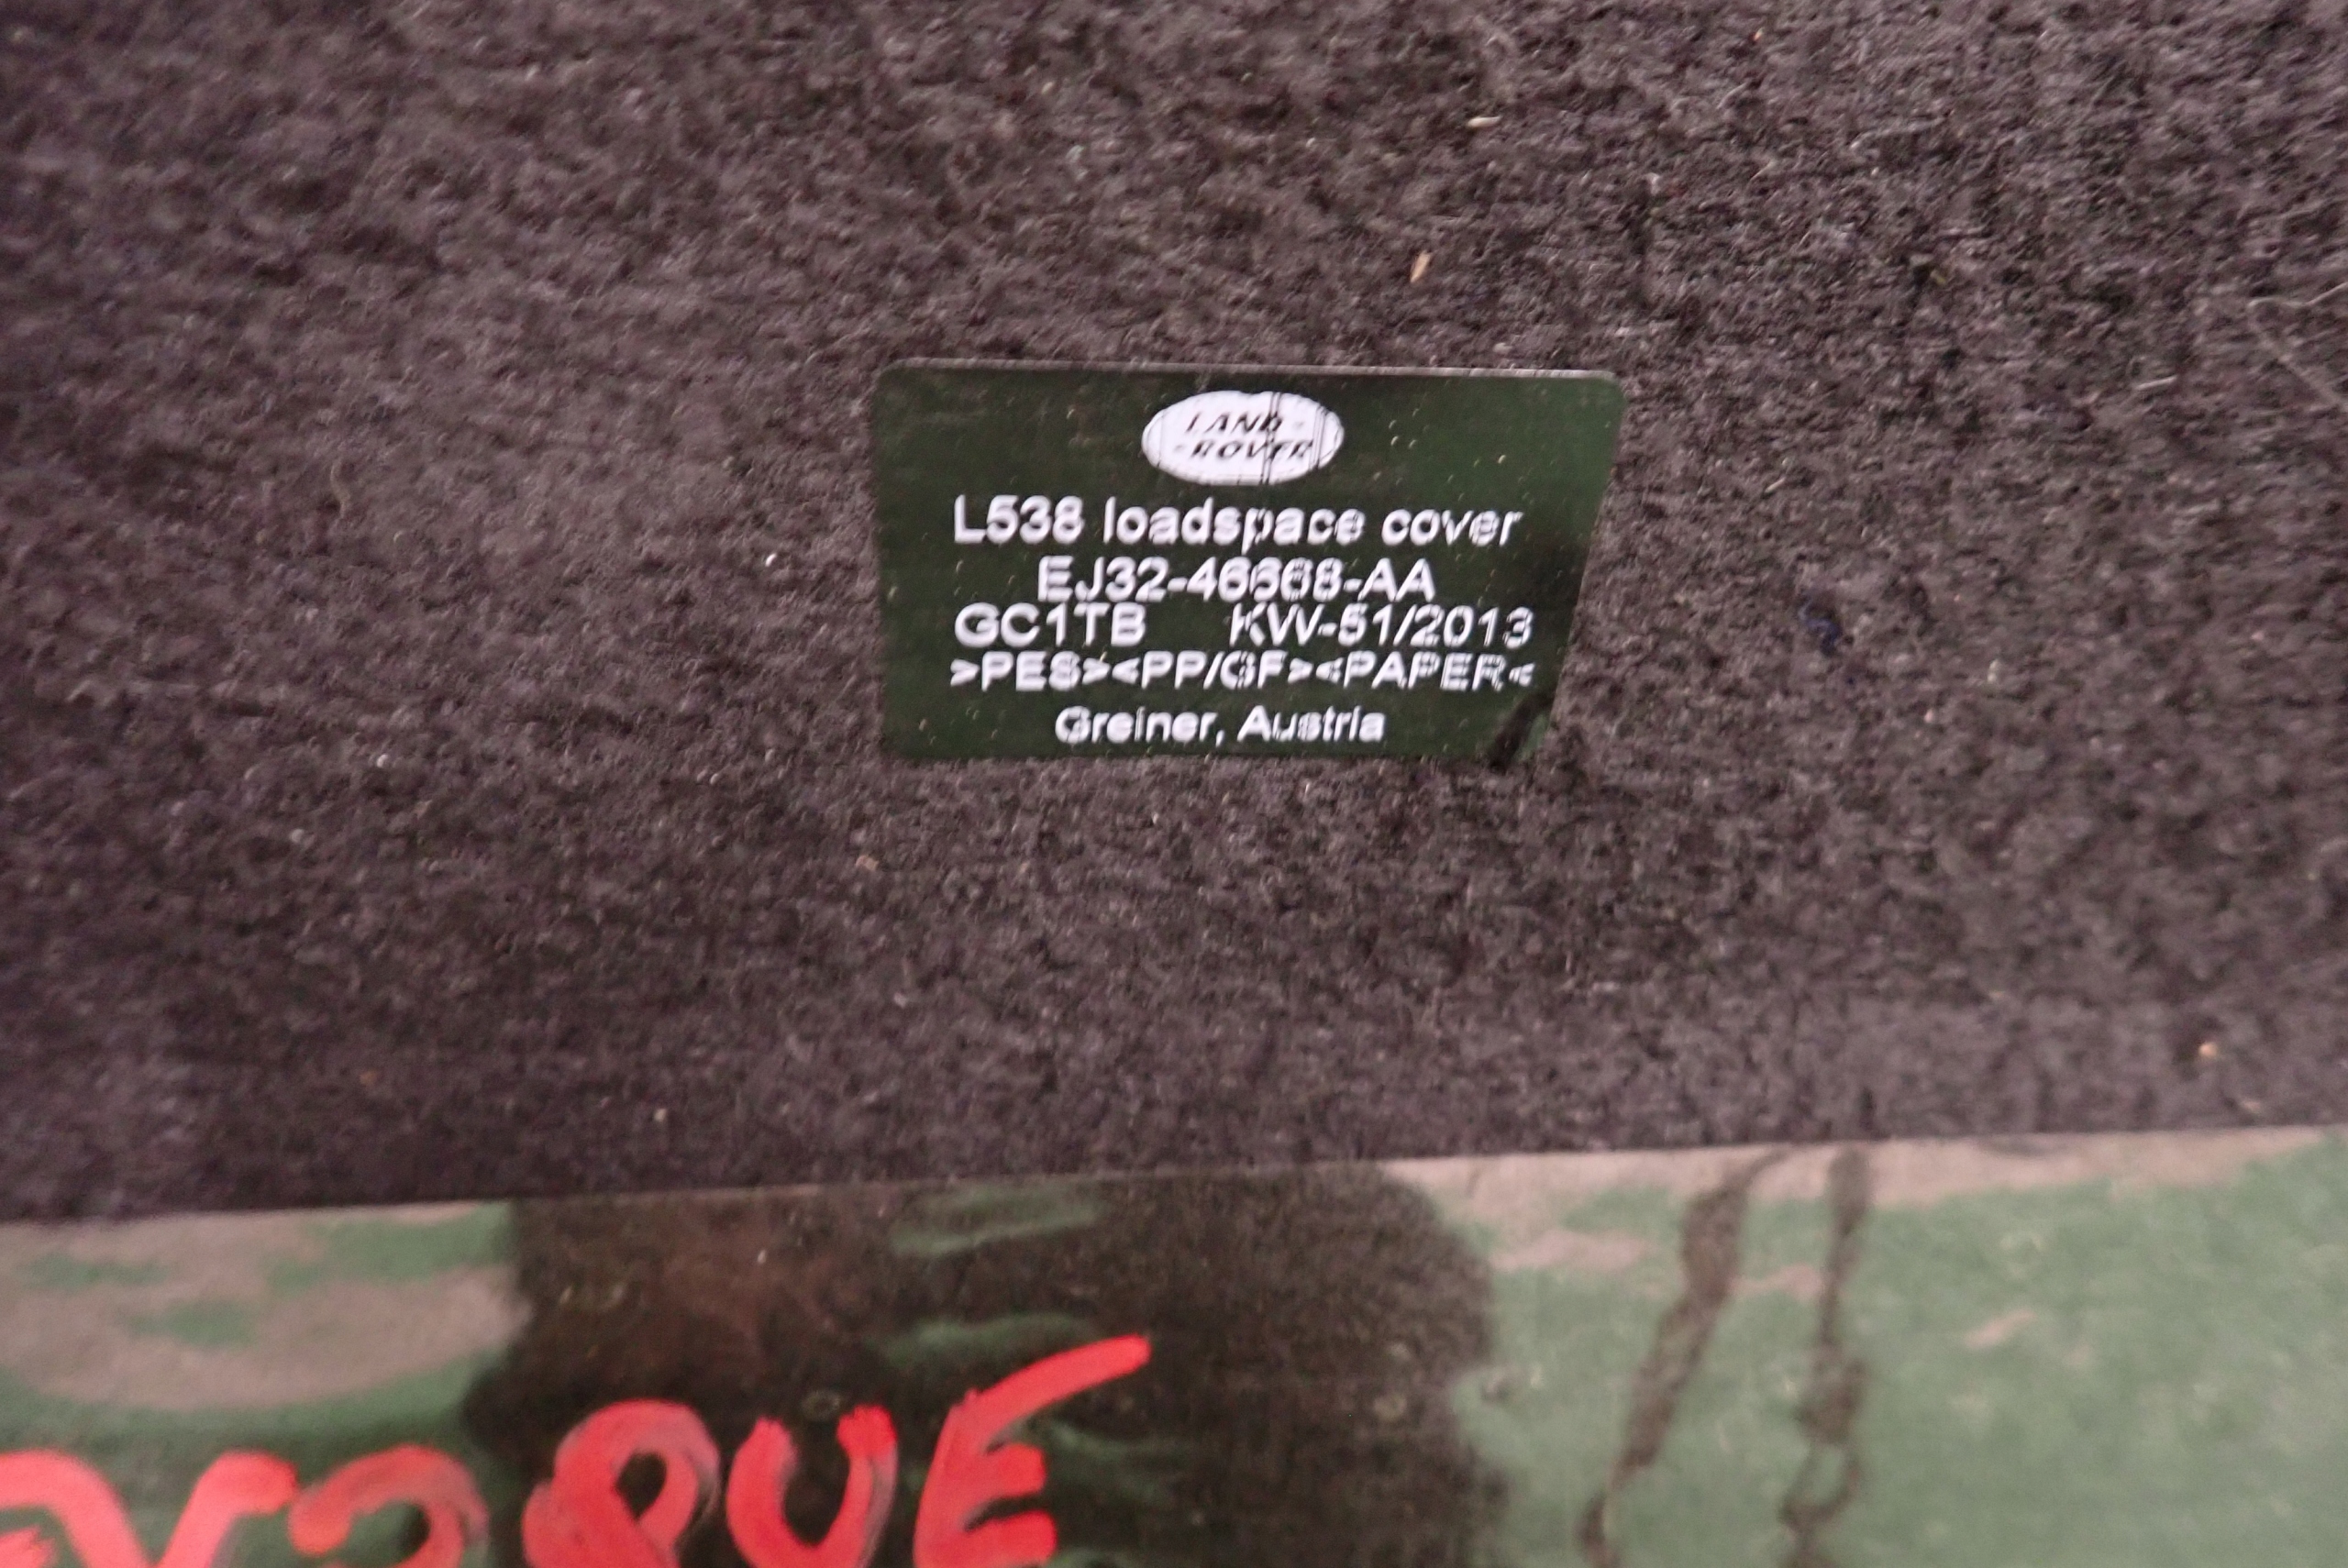 LAND
ROVER
L538 loadspace cover
EJ32-46668-AA
GC1TB KW-51/2013
>PES><PP/GF><PAPER<
Greiner, Austria